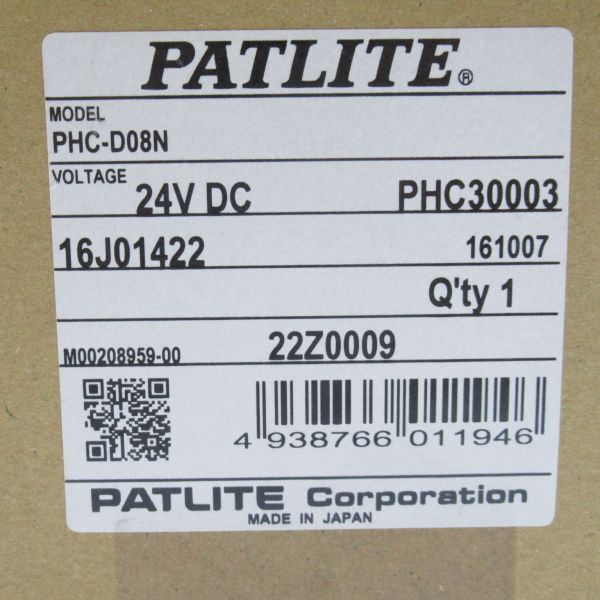 PATLITE®
MODEL
PHC-D08N
VOLTAGE
24V DC PHC30003
16J01422 161007
Q'ty 1
M00208959-00 22Z0009
4 938766 011946
PATLITE Corporation
MADE IN JAPAN